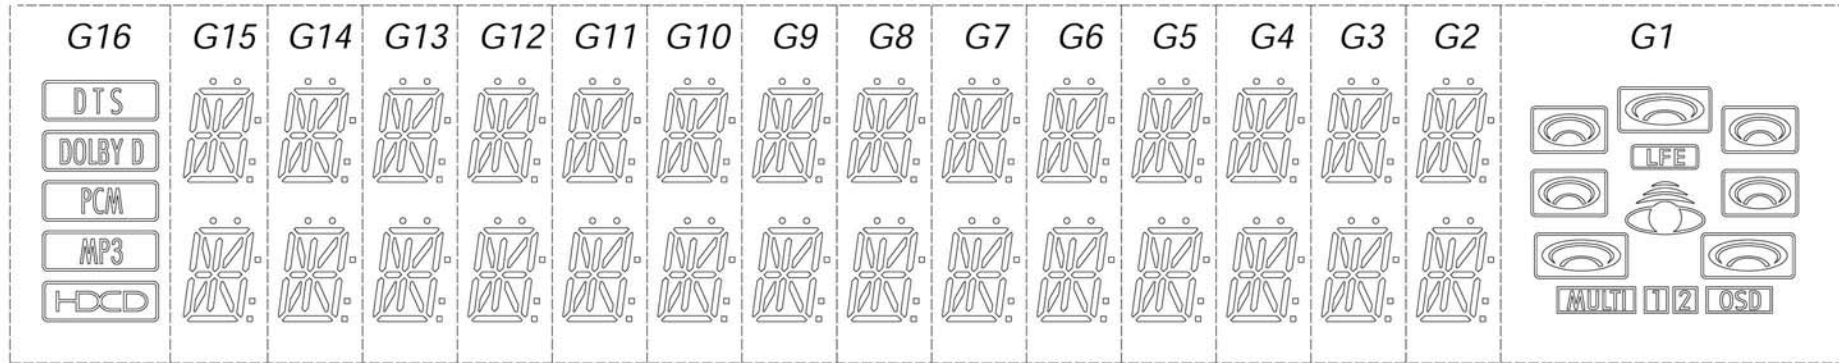 G16 G15 G14 G13 G12 G11 G10 G9 G8 G7 G6 G5 G4 G3 G2 G1
DTS
DOLBY D
PCM
MP3
HDCD
LFE
MULTI 1 2 OSD